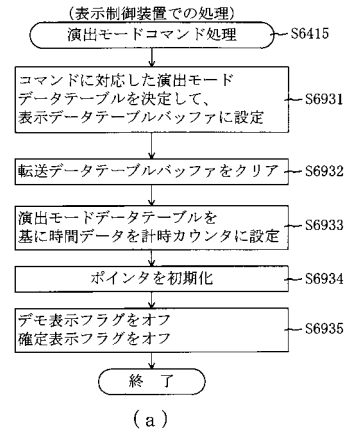 (表示制御装置での処理)
演出モードコマンド処理
S6415
コマンドに対応した演出モード
データテーブルを決定して、
表示データテーブルバッファに設定
S6931
転送データテーブルバッファをクリア
S6932
演出モードデータテーブルを
基に時間データを計時カウンタに設定
S6933
ポインタを初期化
S6934
デモ表示フラグをオフ
確定表示フラグをオフ
S6935
終 了
(a)